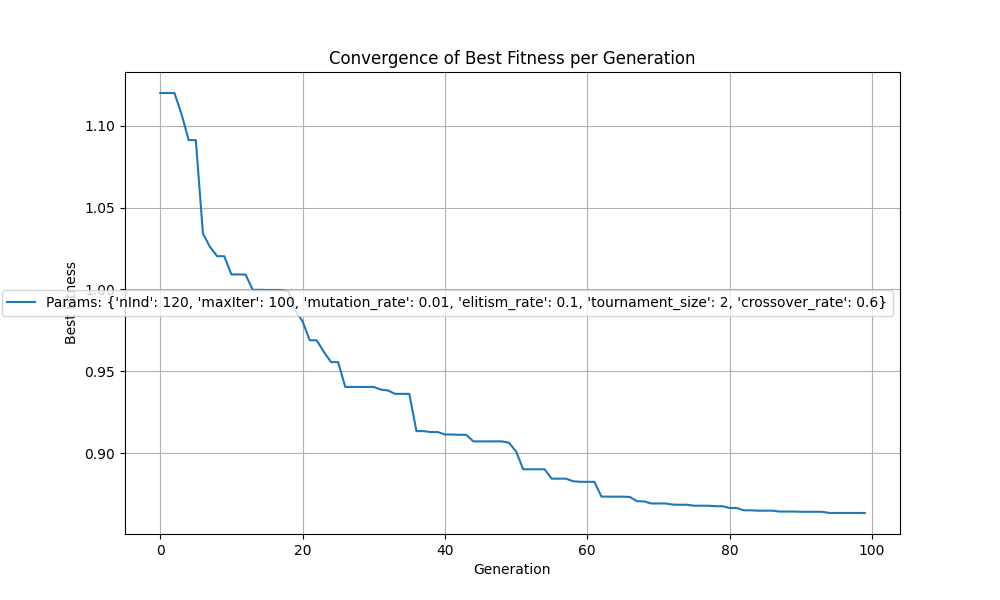 Convergence of Best Fitness per Generation
1.10
1.05
1.00
0.95
0.90
Best Fitness
Params: {'nInd': 120, 'maxIter': 100, 'mutation_rate': 0.01, 'elitism_rate': 0.1, 'tournament_size': 2, 'crossover_rate': 0.6}
0 20 40 60 80 100
Generation